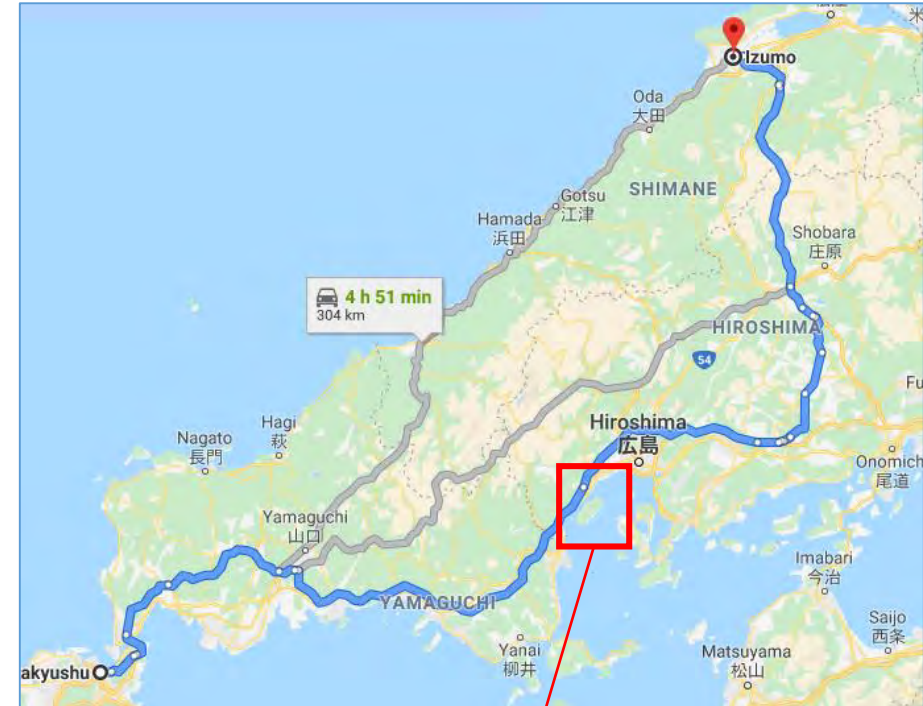 米
Izumo
Oda
大田
SHIMANE
Gotsu
江津
Hamada
浜田
Shobara
庄原
4 h 51 min
304 km
HIROSHIMA
54
Fu
Hiroshima
広島
Hagi
萩
Nagato
長門
Onomich
尾道
Yamaguchi
山口
Imabari
今治
YAMAGUCHI
Saijo
西条
Yanai
柳井
Matsuyama
松山
akyushu